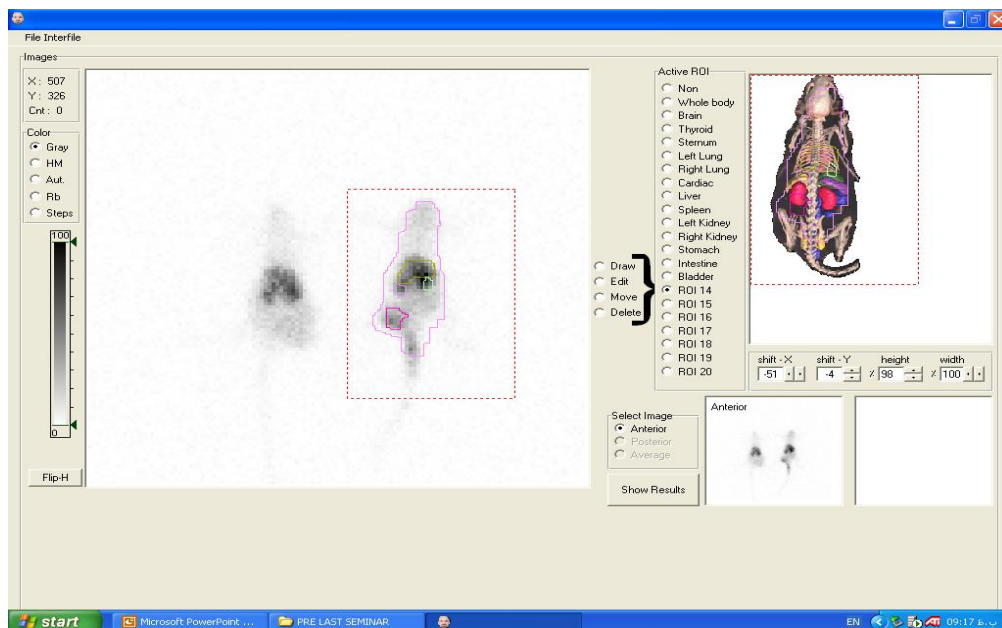 File Interfile
Images
X: 507
Y: 326
Cnt: 0
Color
Gray
HM
Aut.
Rb
Steps
100
0
Flip-H
Draw
Edit
Move
Delete
Active ROI
Non
Whole body
Brain
Thyroid
Sternum
Left Lung
Right Lung
Cardiac
Liver
Spleen
Left Kidney
Right Kidney
Stomach
Intestine
Bladder
ROI 14
ROI 15
ROI 16
ROI 17
ROI 18
ROI 19
ROI 20
shift - X shift - Y height width
-51 -4 % 98 % 100
Select Image
Anterior
Posterior
Average
Show Results
Anterior
start Microsoft PowerPoint ... PRE LAST SEMINAR EN 09:17 ب.ظ